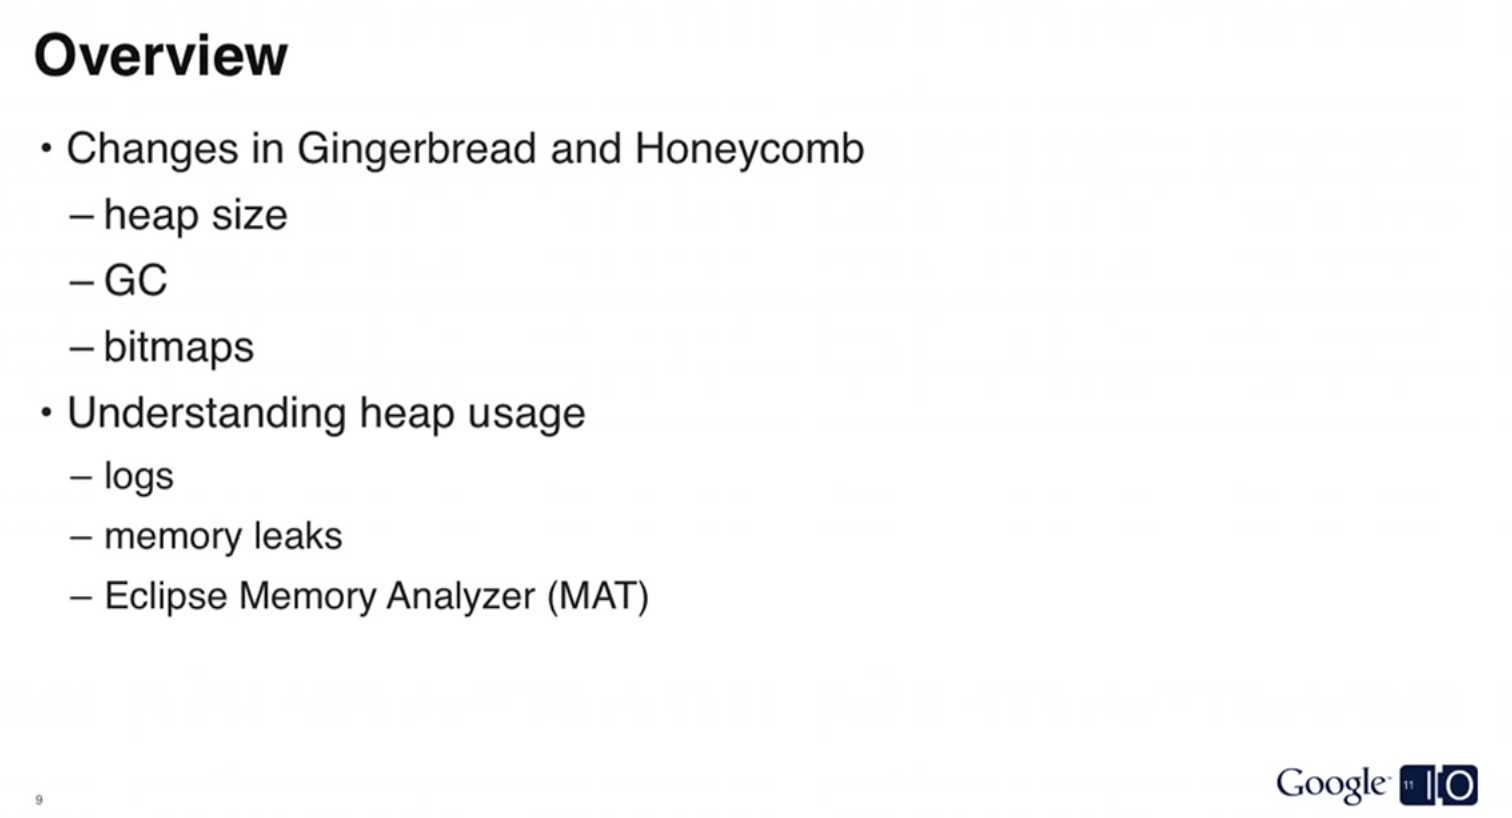 Overview
• Changes in Gingerbread and Honeycomb
– heap size
– GC
– bitmaps
• Understanding heap usage
– logs
– memory leaks
– Eclipse Memory Analyzer (MAT)
9
Google 11 IO